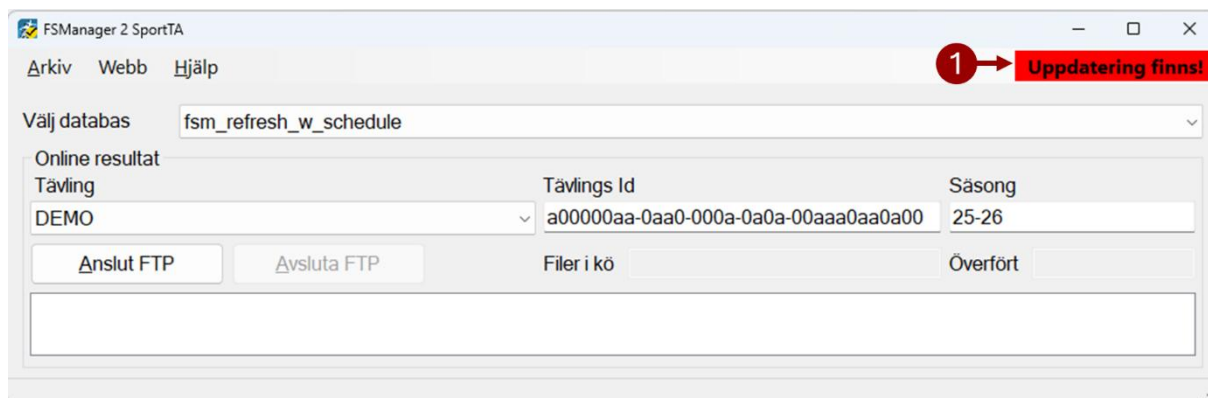 FSManager 2 SportTA
Arkiv Webb Hjälp 1 Uppdatering finns!
Välj databas fsm_refresh_w_schedule
Online resultat
Tävling Tävlings Id Säsong
DEMO a00000aa-0aa0-000a-0a0a-00aaa0aa0a00 25-26
Anslut FTP Avsluta FTP Filer i kö Överfört